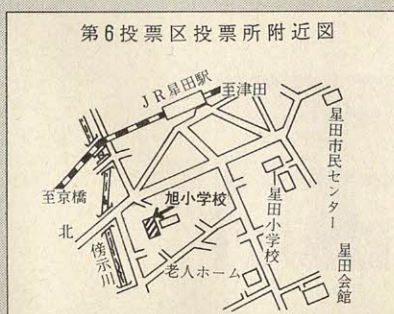 第6投票区投票所附近図
JR星田駅
至津田
至京橋
北
旭小学校
傍示川
老人ホーム
星田小学校
星田市民センター
星田会館